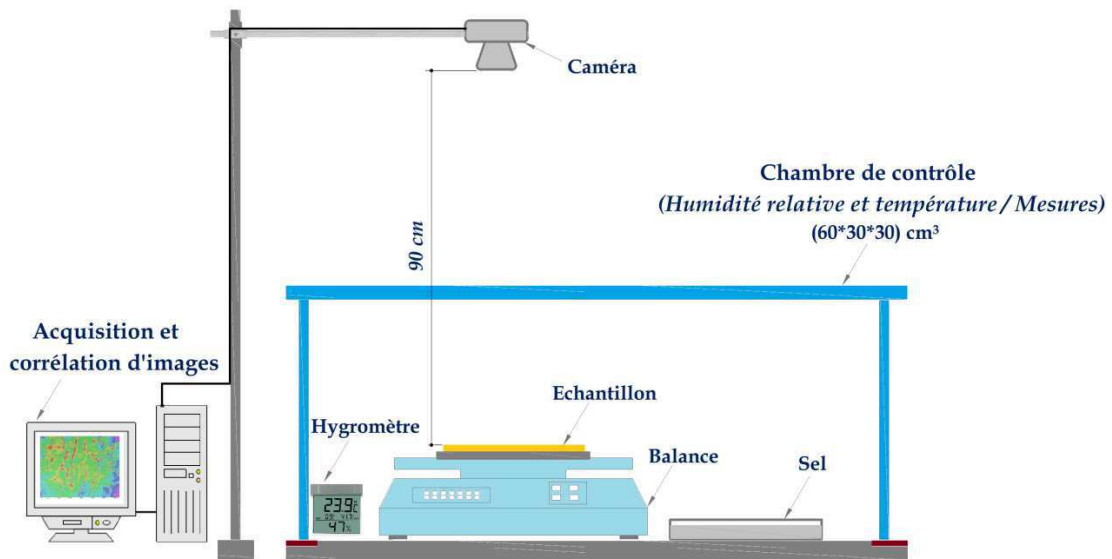 Caméra
Chambre de contrôle
(Humidité relative et température / Mesures)
(60*30*30) cm³
90 cm
Acquisition et
corrélation d'images
Echantillon
Hygromètre
Balance
Sel
23.9
47%